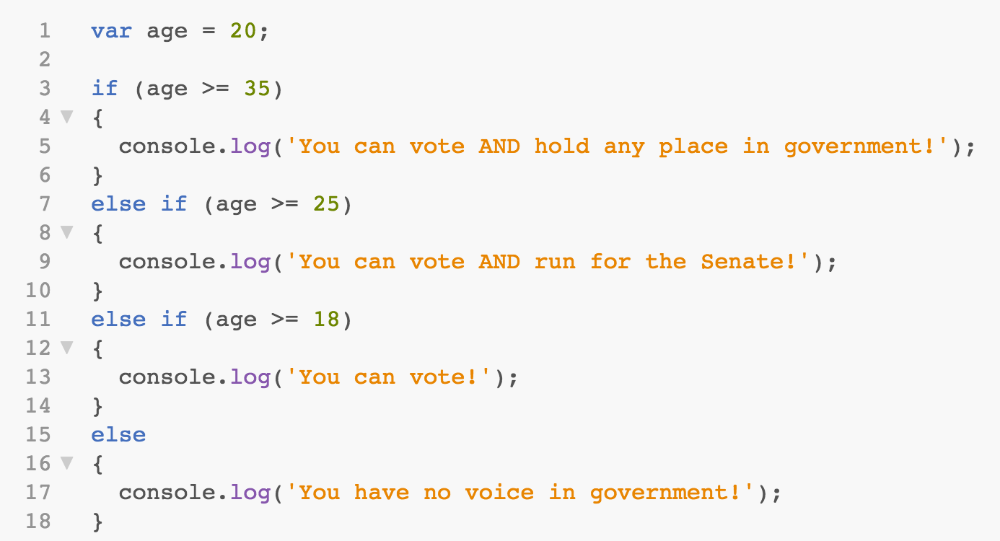 1 var age = 20;
2
3 if (age >= 35)
4 {
5   console.log('You can vote AND hold any place in government!');
6 }
7 else if (age >= 25)
8 {
9   console.log('You can vote AND run for the Senate!');
10 }
11 else if (age >= 18)
12 {
13   console.log('You can vote!');
14 }
15 else
16 {
17   console.log('You have no voice in government!');
18 }